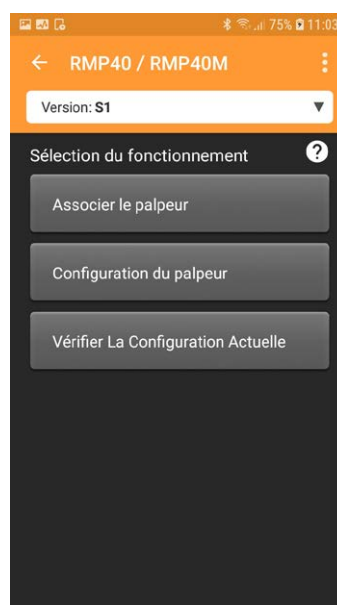 75% 11:03
RMP40 / RMP40M
Version: S1
Sélection du fonctionnement ?
Associer le palpeur
Configuration du palpeur
Vérifier La Configuration Actuelle